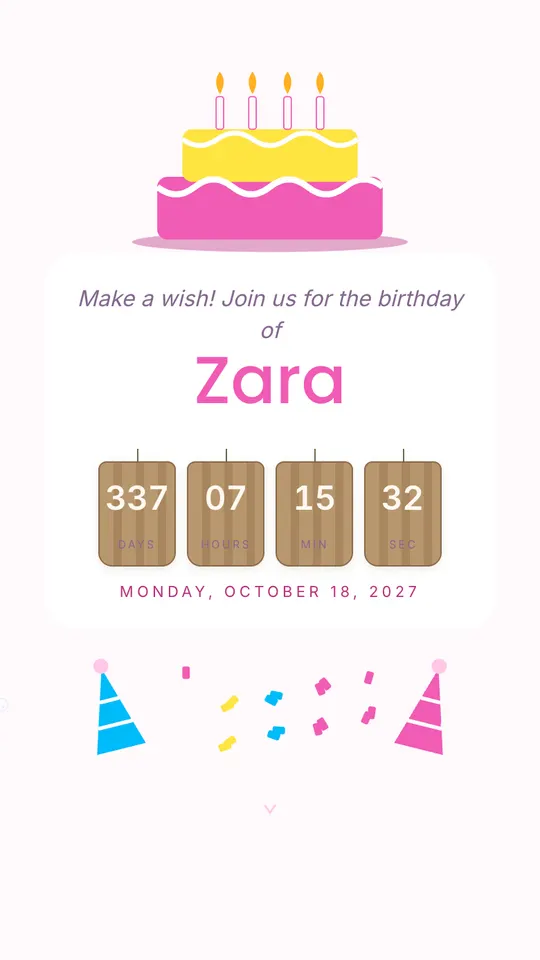 Make a wish! Join us for the birthday
of
Zara
337 07 15 32
DAYS HOURS MIN SEC
MONDAY, OCTOBER 18, 2027